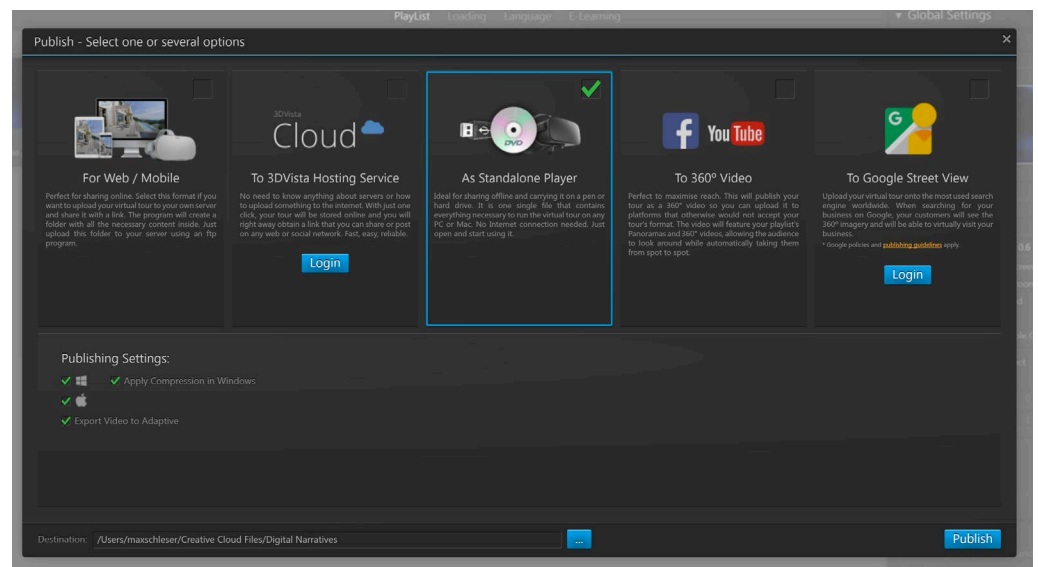 PlayList Loading Language E-Learning
Global Settings
Publish - Select one or several options
For Web / Mobile
Perfect for sharing online. Select this format if you
want to upload your virtual tour to your own server
and share it with a link. The program will create a
folder with all the necessary content inside. Just
upload this folder to your server using an ftp
program.
3DVista
Cloud
To 3DVista Hosting Service
No need to know anything about servers or how
to upload something to the internet. With just one
click, your tour will be stored online and you will
right away obtain a link that you can share or post
on any web or social network. Fast, easy, reliable.
Login
DVD
As Standalone Player
Ideal for sharing offline and carrying it on a pen or
hard drive. It is one single file that contains
everything necessary to run the virtual tour on any
PC or Mac. No Internet connection needed. Just
open and start using it.
f YouTube
To 360º Video
Perfect to maximise reach. This will publish your
tour as a 360º video so you can upload it to
platforms that otherwise would not accept your
tour's format. The video will feature your playlist's
Panoramas and 360° videos, allowing the audience
to look around while automatically taking them
from spot to spot.
G
To Google Street View
Upload your virtual tour onto the most used search
engine worldwide. When searching for your
business on Google, your customers will see the
360º imagery and will be able to virtually visit your
business.
* Google policies and publishing guidelines apply.
Login
0.6
Publishing Settings:
Apply Compression in Windows
Export Video to Adaptive
Destination: /Users/maxschleser/Creative Cloud Files/Digital Narratives
...
Publish